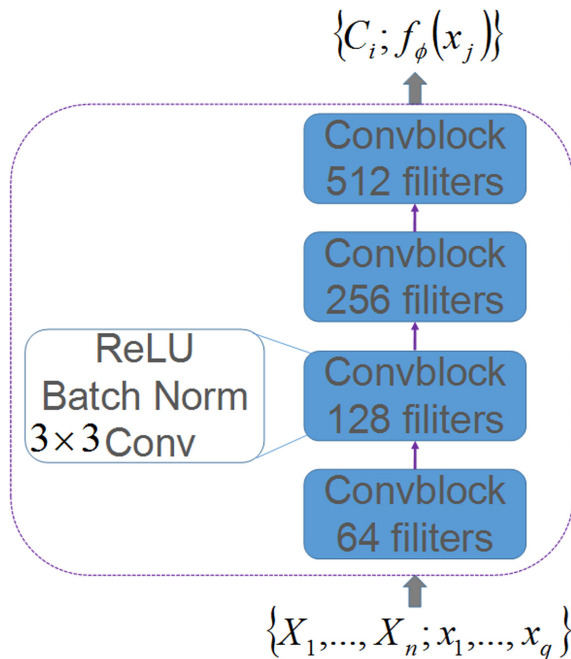 {C_i; f_ϕ(x_j)}
Convblock
512 filiters
Convblock
256 filiters
ReLU
Batch Norm
3×3 Conv
Convblock
128 filiters
Convblock
64 filiters
{X_1,..., X_n; x_1,..., x_q}